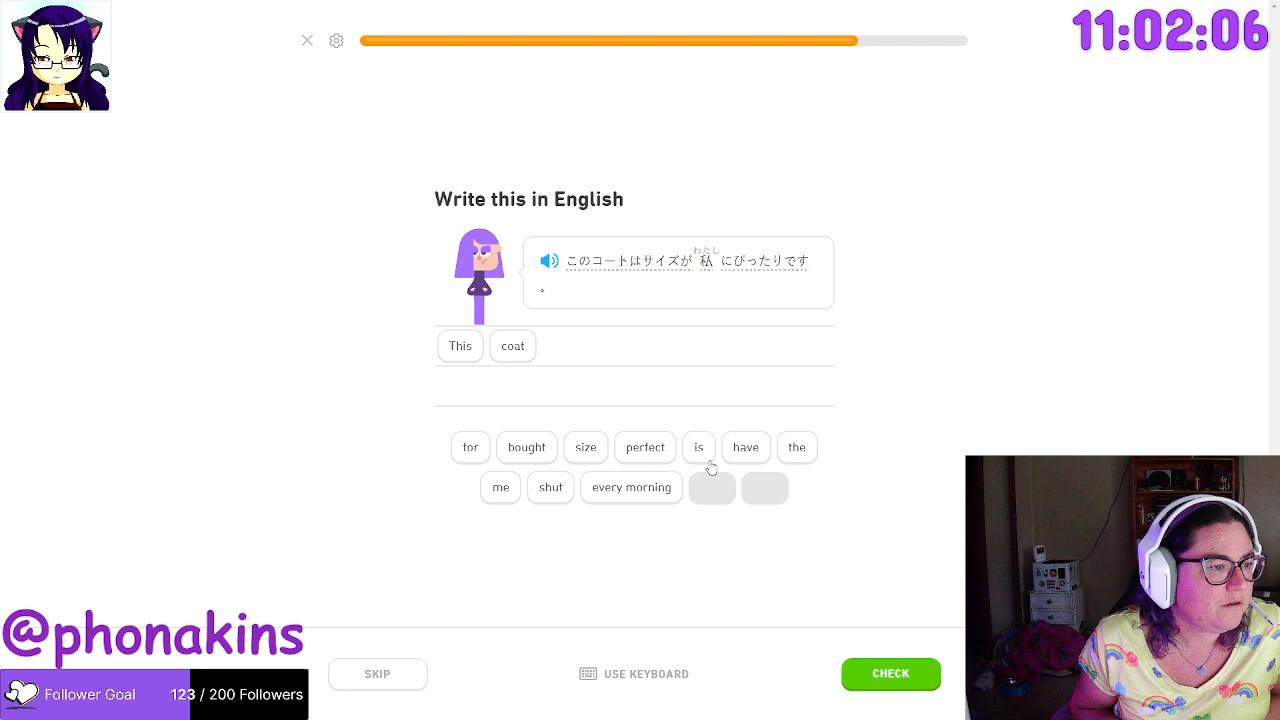 11:02:06
Write this in English
わたし
このコートはサイズが私にぴったりです
。
This coat
for bought size perfect is have the
me shut every morning
@phonakins
Follower Goal 123 / 200 Followers
SKIP USE KEYBOARD CHECK